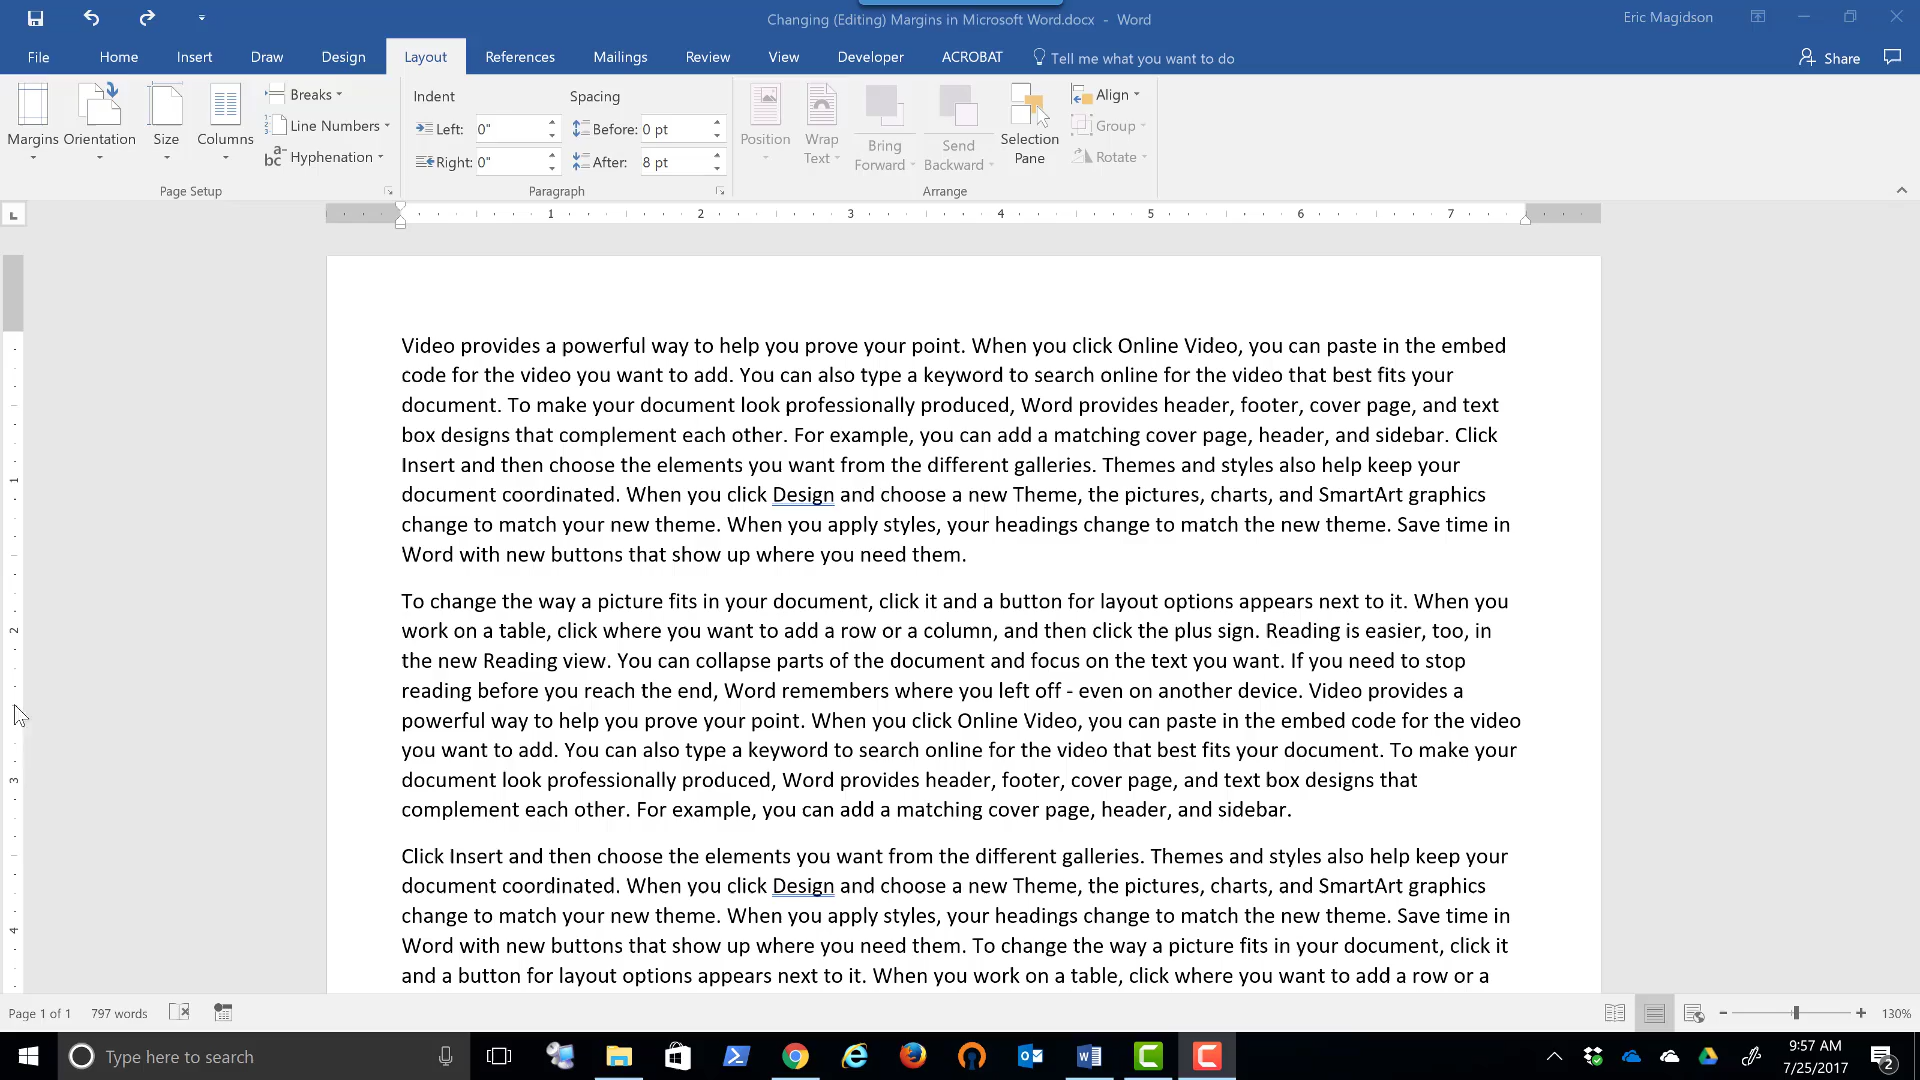 Changing (Editing) Margins in Microsoft Word.docx - Word
Eric Magidson
File Home Insert Draw Design Layout References Mailings Review View Developer ACROBAT Tell me what you want to do Share
Margins Orientation Size Columns
Breaks
Line Numbers
Hyphenation
Page Setup
Indent Spacing
Left: 0" Before: 0 pt
Right: 0" After: 8 pt
Paragraph
Position Wrap Text Bring Forward Send Backward Selection Pane
Align
Group
Rotate
Arrange
1 2 3 4 5 6 7
Video provides a powerful way to help you prove your point. When you click Online Video, you can paste in the embed
code for the video you want to add. You can also type a keyword to search online for the video that best fits your
document. To make your document look professionally produced, Word provides header, footer, cover page, and text
box designs that complement each other. For example, you can add a matching cover page, header, and sidebar. Click
Insert and then choose the elements you want from the different galleries. Themes and styles also help keep your
document coordinated. When you click Design and choose a new Theme, the pictures, charts, and SmartArt graphics
change to match your new theme. When you apply styles, your headings change to match the new theme. Save time in
Word with new buttons that show up where you need them.
To change the way a picture fits in your document, click it and a button for layout options appears next to it. When you
work on a table, click where you want to add a row or a column, and then click the plus sign. Reading is easier, too, in
the new Reading view. You can collapse parts of the document and focus on the text you want. If you need to stop
reading before you reach the end, Word remembers where you left off - even on another device. Video provides a
powerful way to help you prove your point. When you click Online Video, you can paste in the embed code for the video
you want to add. You can also type a keyword to search online for the video that best fits your document. To make your
document look professionally produced, Word provides header, footer, cover page, and text box designs that
complement each other. For example, you can add a matching cover page, header, and sidebar.
Click Insert and then choose the elements you want from the different galleries. Themes and styles also help keep your
document coordinated. When you click Design and choose a new Theme, the pictures, charts, and SmartArt graphics
change to match your new theme. When you apply styles, your headings change to match the new theme. Save time in
Word with new buttons that show up where you need them. To change the way a picture fits in your document, click it
and a button for layout options appears next to it. When you work on a table, click where you want to add a row or a
1
2
3
4
Page 1 of 1 797 words 130%
Type here to search
9:57 AM
7/25/2017
2